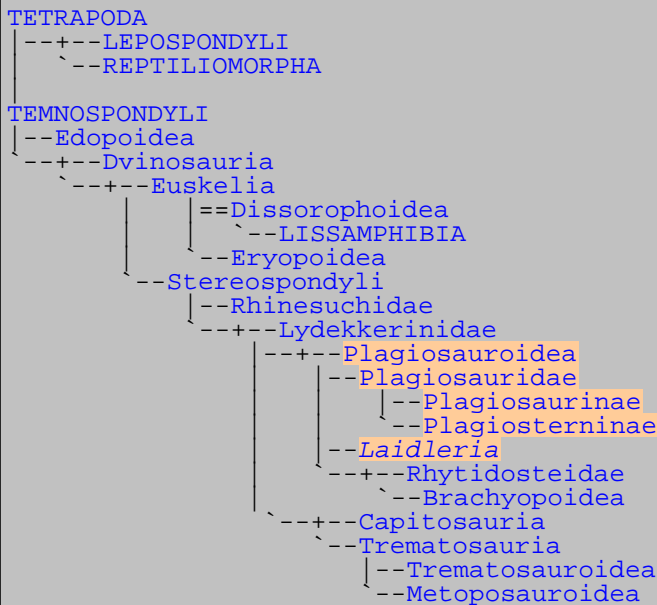 TETRAPODA
|--+--LEPOSPONDYLI
|  `--REPTILIOMORPHA
|
TEMNOSPONDYLI
|--Edopoidea
`--+--Dvinosauria
   `--+--Euskelia
      |   |==Dissorophoidea
      |   |  `--LISSAMPHIBIA
      |   `--Eryopoidea
      `--Stereospondyli
          |--Rhinesuchidae
          `--+--Lydekkerinidae
             |--+--Plagiosauroidea
             |  |--Plagiosauridae
             |  |   |--Plagiosaurinae
             |  |   `--Plagiosterninae
             |  |--Laidleria
             |  `--+--Rhytidosteidae
             |     `--Brachyopoidea
             `--+--Capitosauria
                `--Trematosauria
                   |--Trematosauroidea
                   `--Metoposauroidea